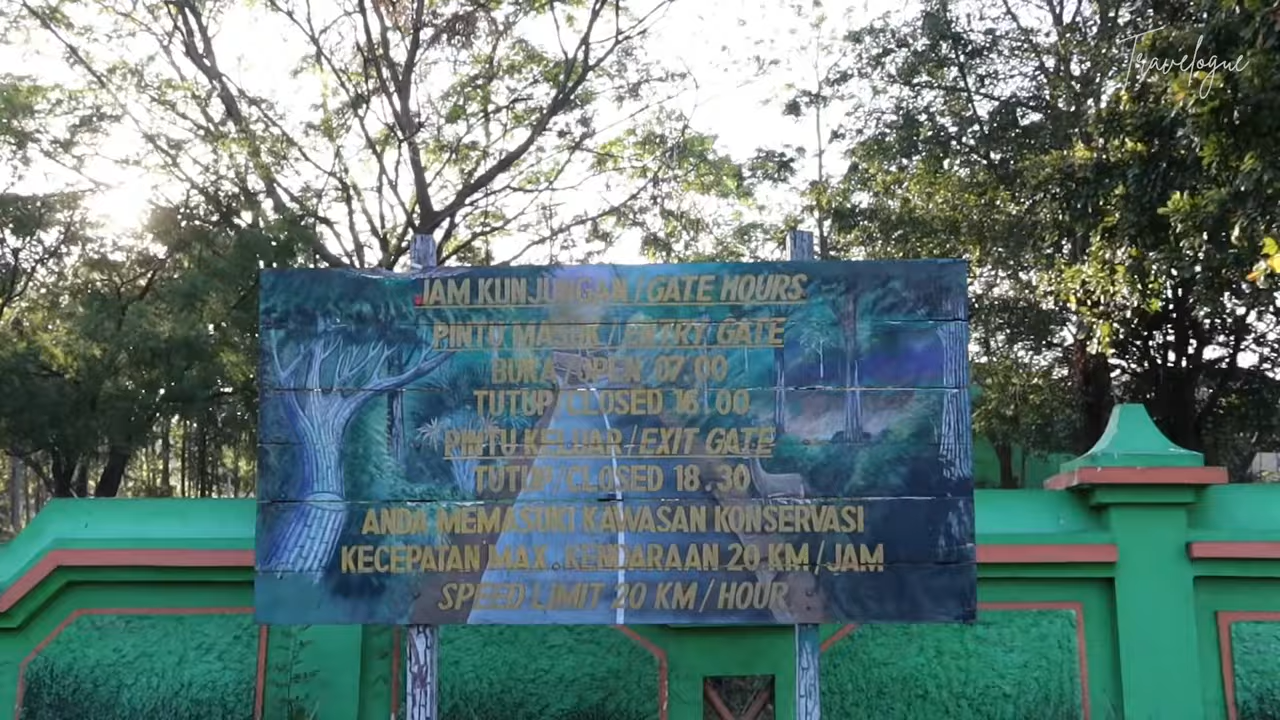 Travelogue
JAM KUNJUNGAN / GATE HOURS
PINTU MASUK / ENTRY GATE
BUKA / OPEN 07.00
TUTUP / CLOSED 16.00
PINTU KELUAR / EXIT GATE
TUTUP / CLOSED 18.30
ANDA MEMASUKI KAWASAN KONSERVASI
KECEPATAN MAX. KENDARAAN 20 KM / JAM
SPEED LIMIT 20 KM / HOUR